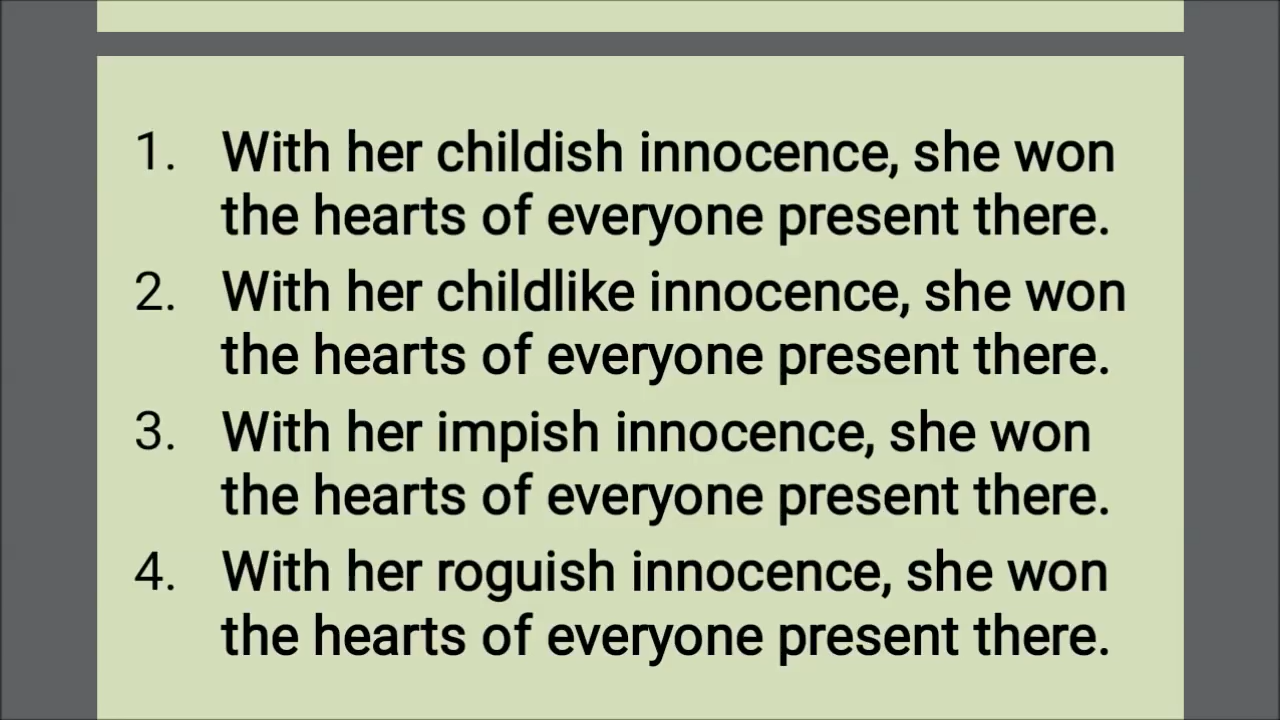 1. With her childish innocence, she won
the hearts of everyone present there.
2. With her childlike innocence, she won
the hearts of everyone present there.
3. With her impish innocence, she won
the hearts of everyone present there.
4. With her roguish innocence, she won
the hearts of everyone present there.